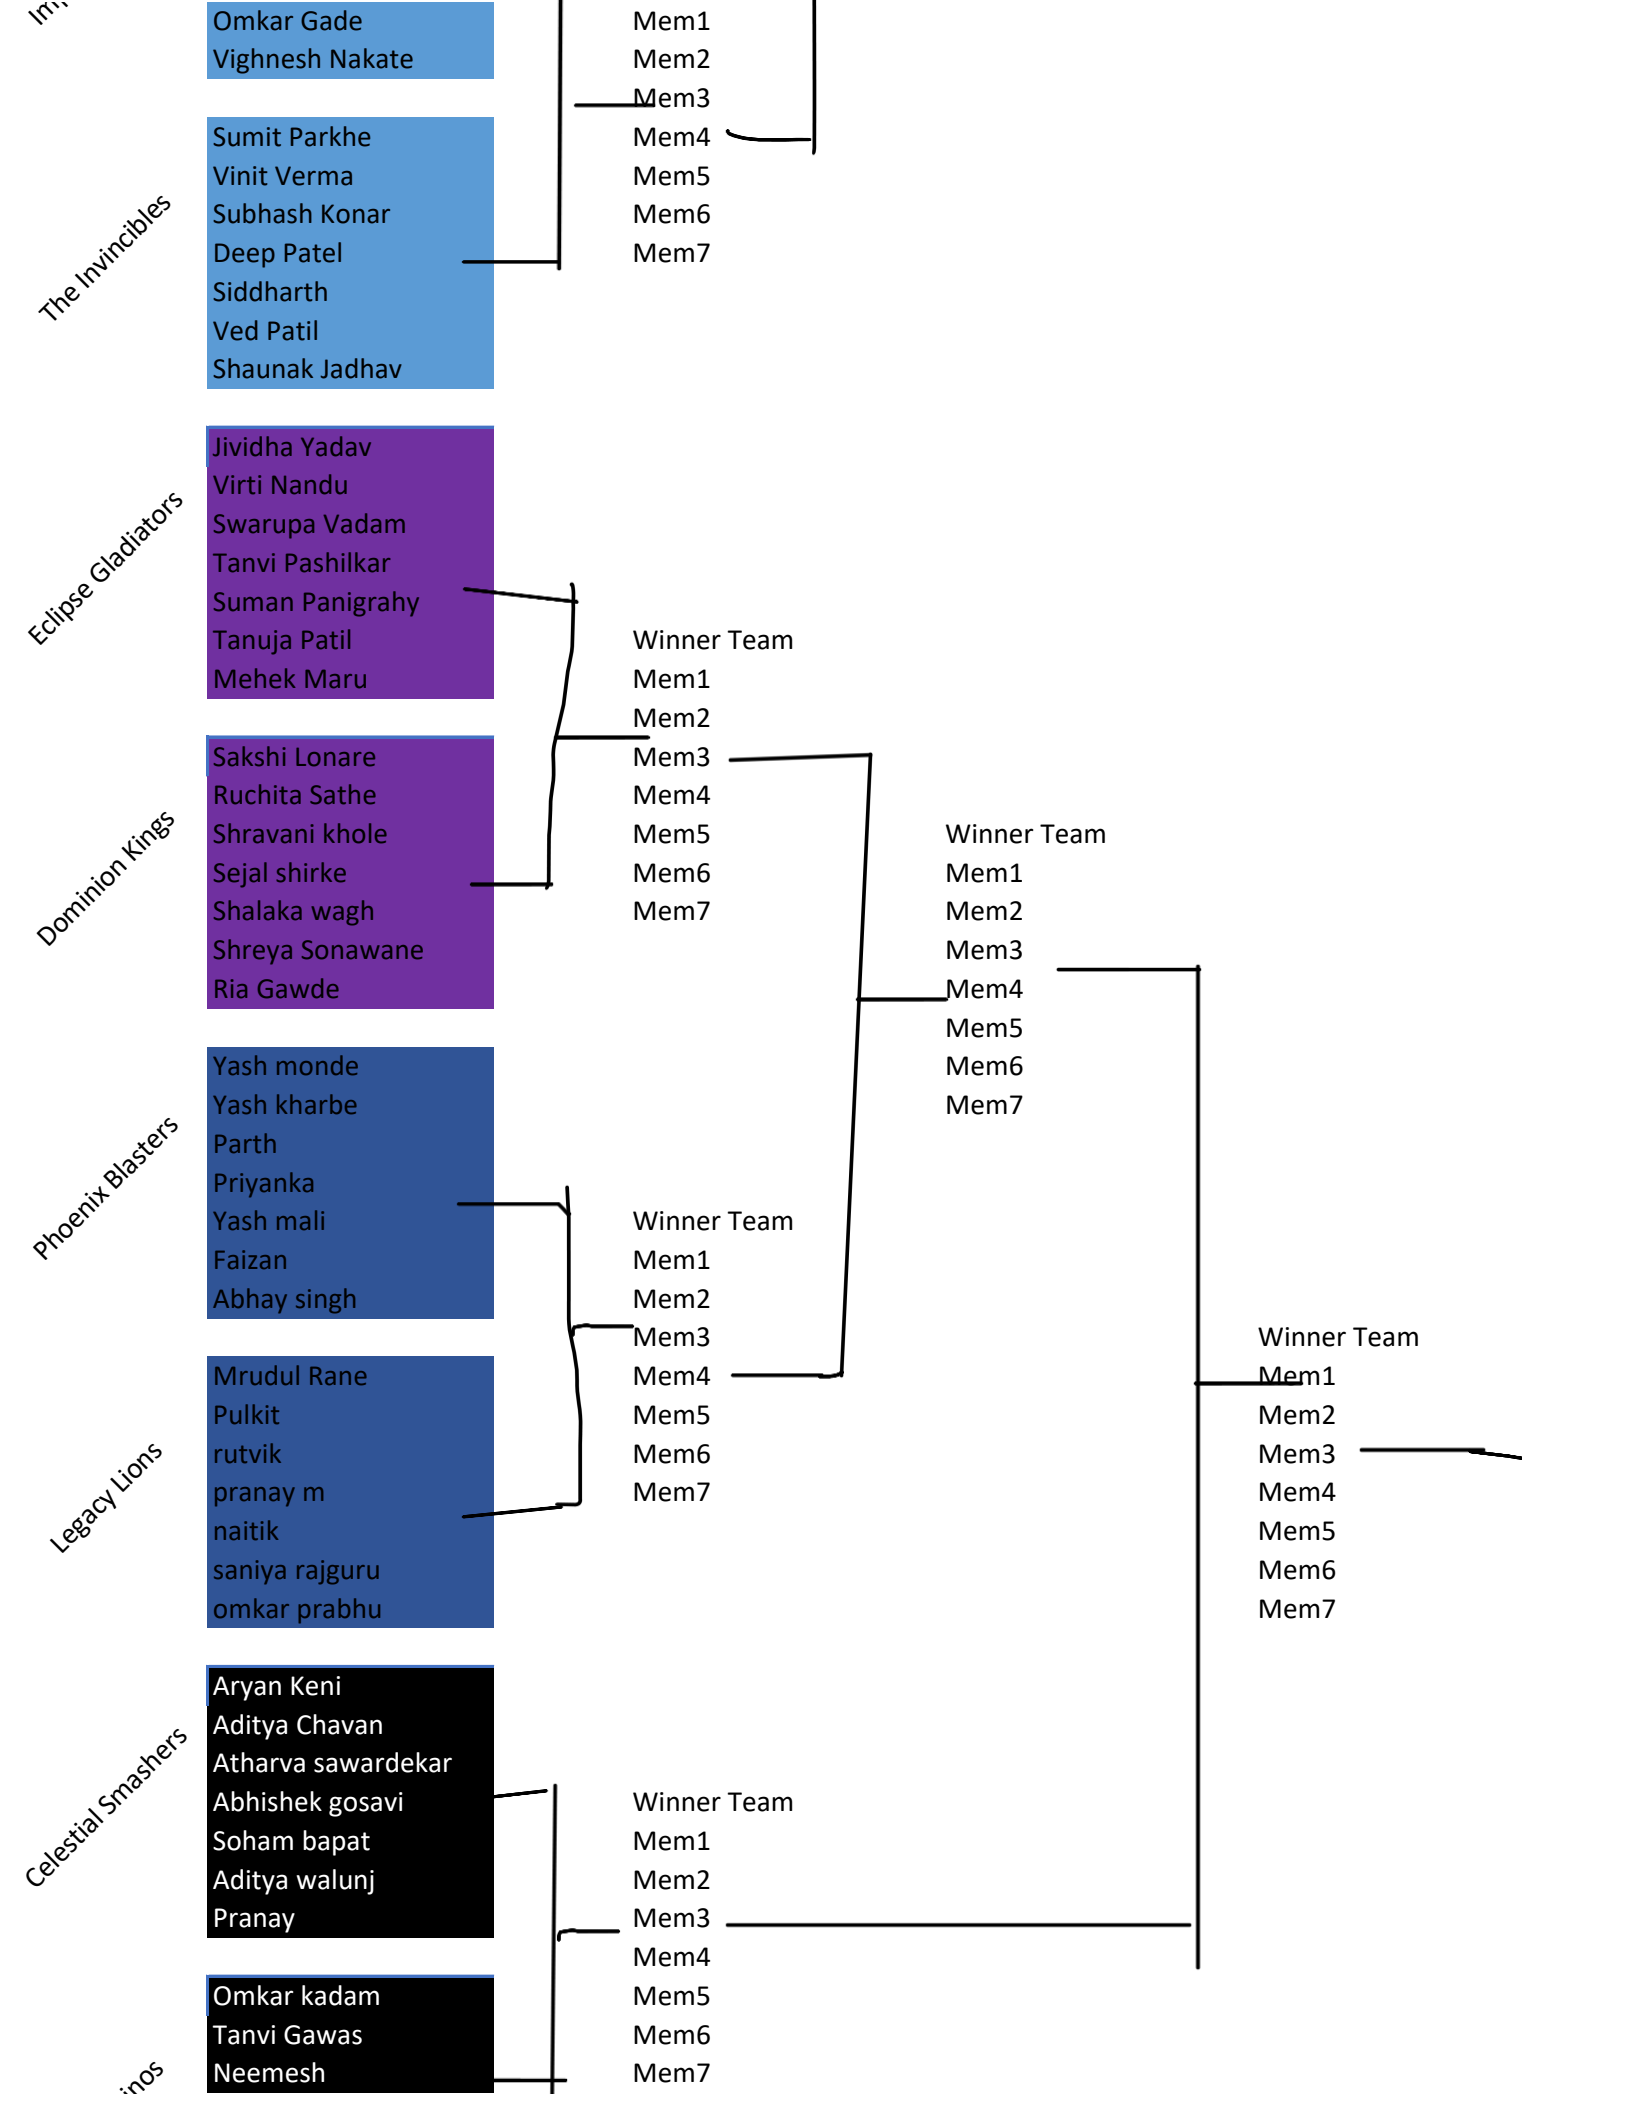 Omkar Gade
Vighnesh Nakate
The Invincibles
Sumit Parkhe
Vinit Verma
Subhash Konar
Deep Patel
Siddharth
Ved Patil
Shaunak Jadhav
Mem1
Mem2
Mem3
Mem4
Mem5
Mem6
Mem7
Eclipse Gladiators
Jividha Yadav
Virti Nandu
Swarupa Vadam
Tanvi Pashilkar
Suman Panigrahy
Tanuja Patil
Mehek Maru
Dominion Kings
Sakshi Lonare
Ruchita Sathe
Shravani khole
Sejal shirke
Shalaka wagh
Shreya Sonawane
Ria Gawde
Winner Team
Mem1
Mem2
Mem3
Mem4
Mem5
Mem6
Mem7
Phoenix Blasters
Yash monde
Yash kharbe
Parth
Priyanka
Yash mali
Faizan
Abhay singh
Legacy Lions
Mrudul Rane
Pulkit
rutvik
pranay m
naitik
saniya rajguru
omkar prabhu
Winner Team
Mem1
Mem2
Mem3
Mem4
Mem5
Mem6
Mem7
Winner Team
Mem1
Mem2
Mem3
Mem4
Mem5
Mem6
Mem7
Celestial Smashers
Aryan Keni
Aditya Chavan
Atharva sawardekar
Abhishek gosavi
Soham bapat
Aditya walunj
Pranay
inos
Omkar kadam
Tanvi Gawas
Neemesh
Winner Team
Mem1
Mem2
Mem3
Mem4
Mem5
Mem6
Mem7
Winner Team
Mem1
Mem2
Mem3
Mem4
Mem5
Mem6
Mem7